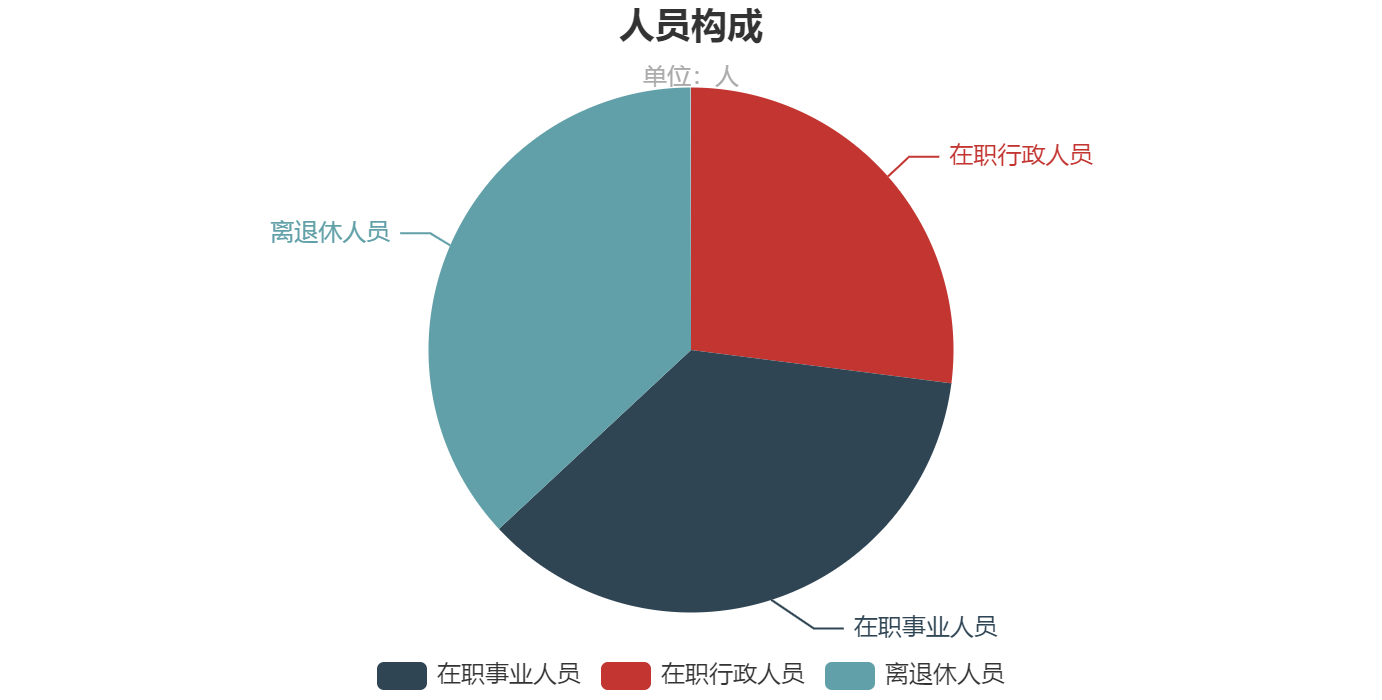 人员构成
单位：人
在职行政人员
离退休人员
在职事业人员
在职事业人员 在职行政人员 离退休人员